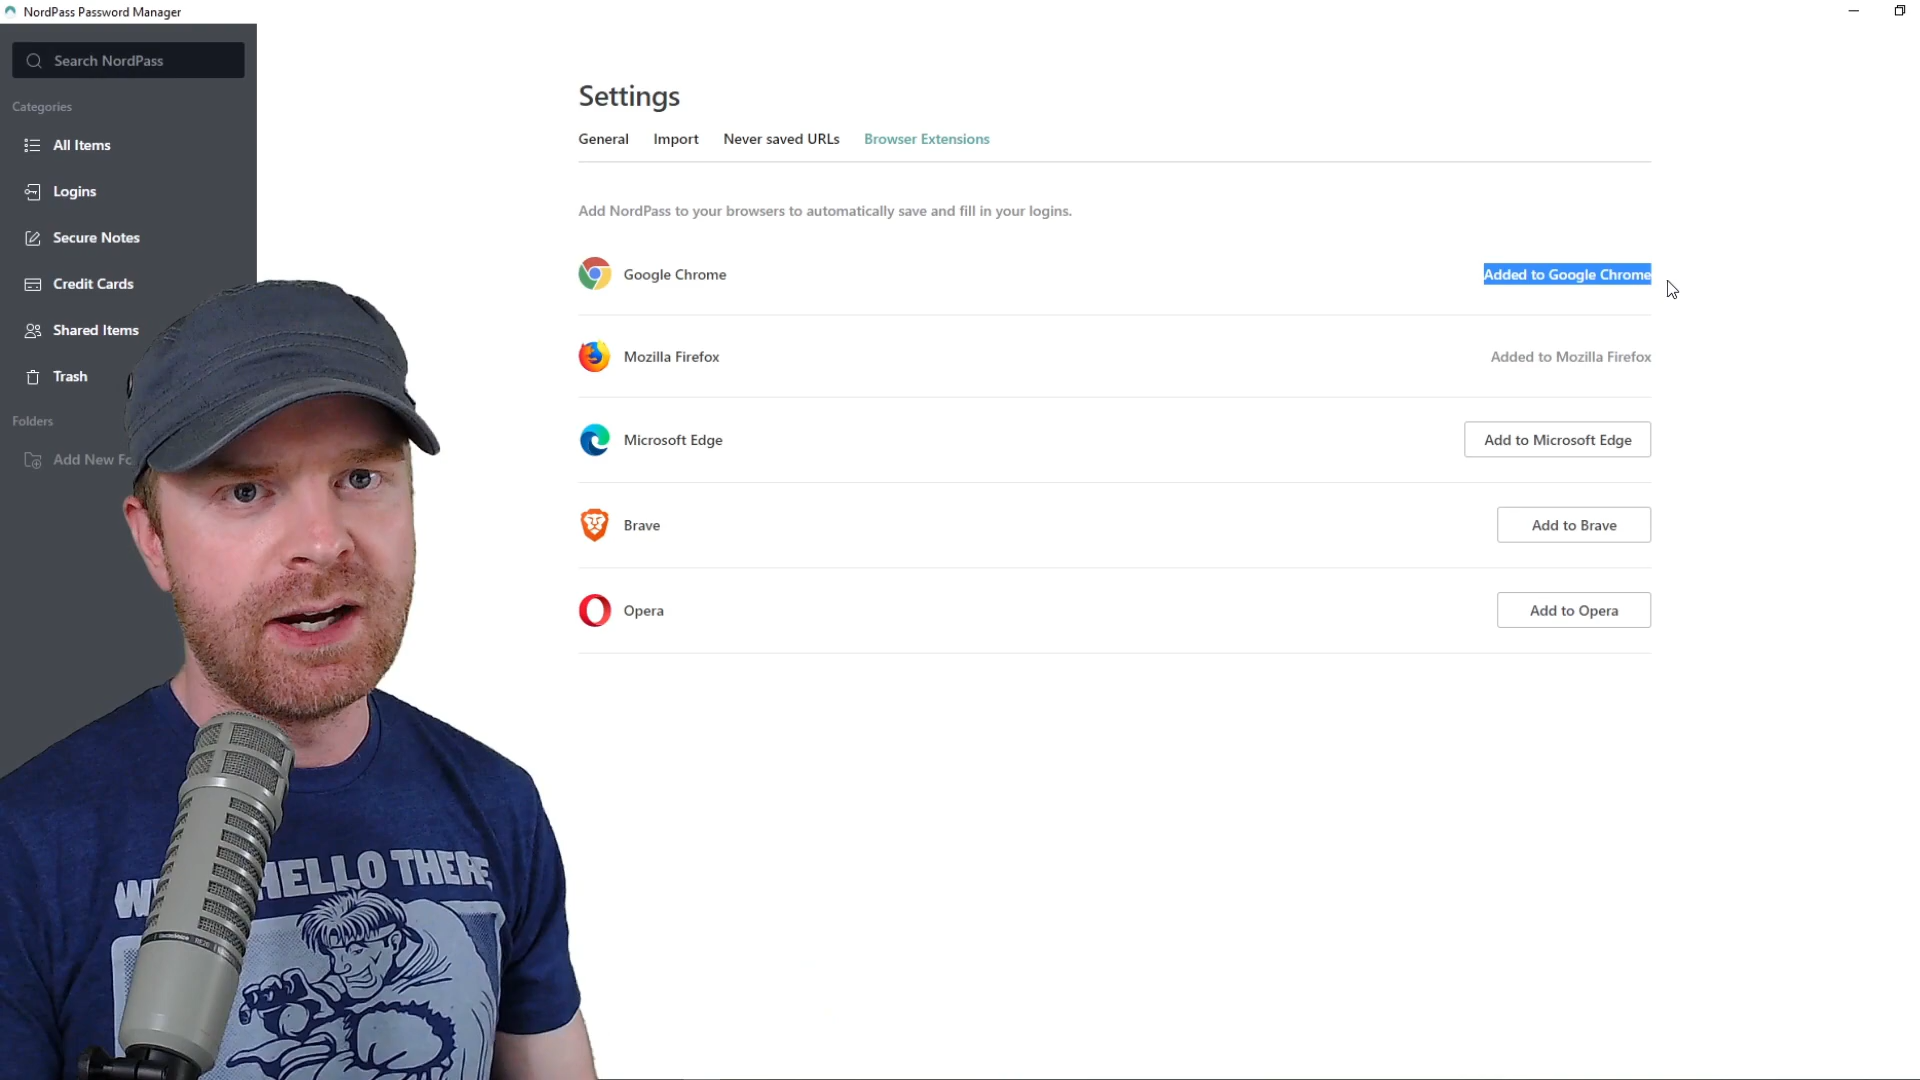 NordPass Password Manager
Search NordPass
Categories
All Items
Logins
Secure Notes
Credit Cards
Shared Items
Trash
Folders
Add New Fo
Settings
General Import Never saved URLs Browser Extensions
Add NordPass to your browsers to automatically save and fill in your logins.
Google Chrome Added to Google Chrome
Mozilla Firefox Added to Mozilla Firefox
Microsoft Edge Add to Microsoft Edge
Brave Add to Brave
Opera Add to Opera
HELLO THERE